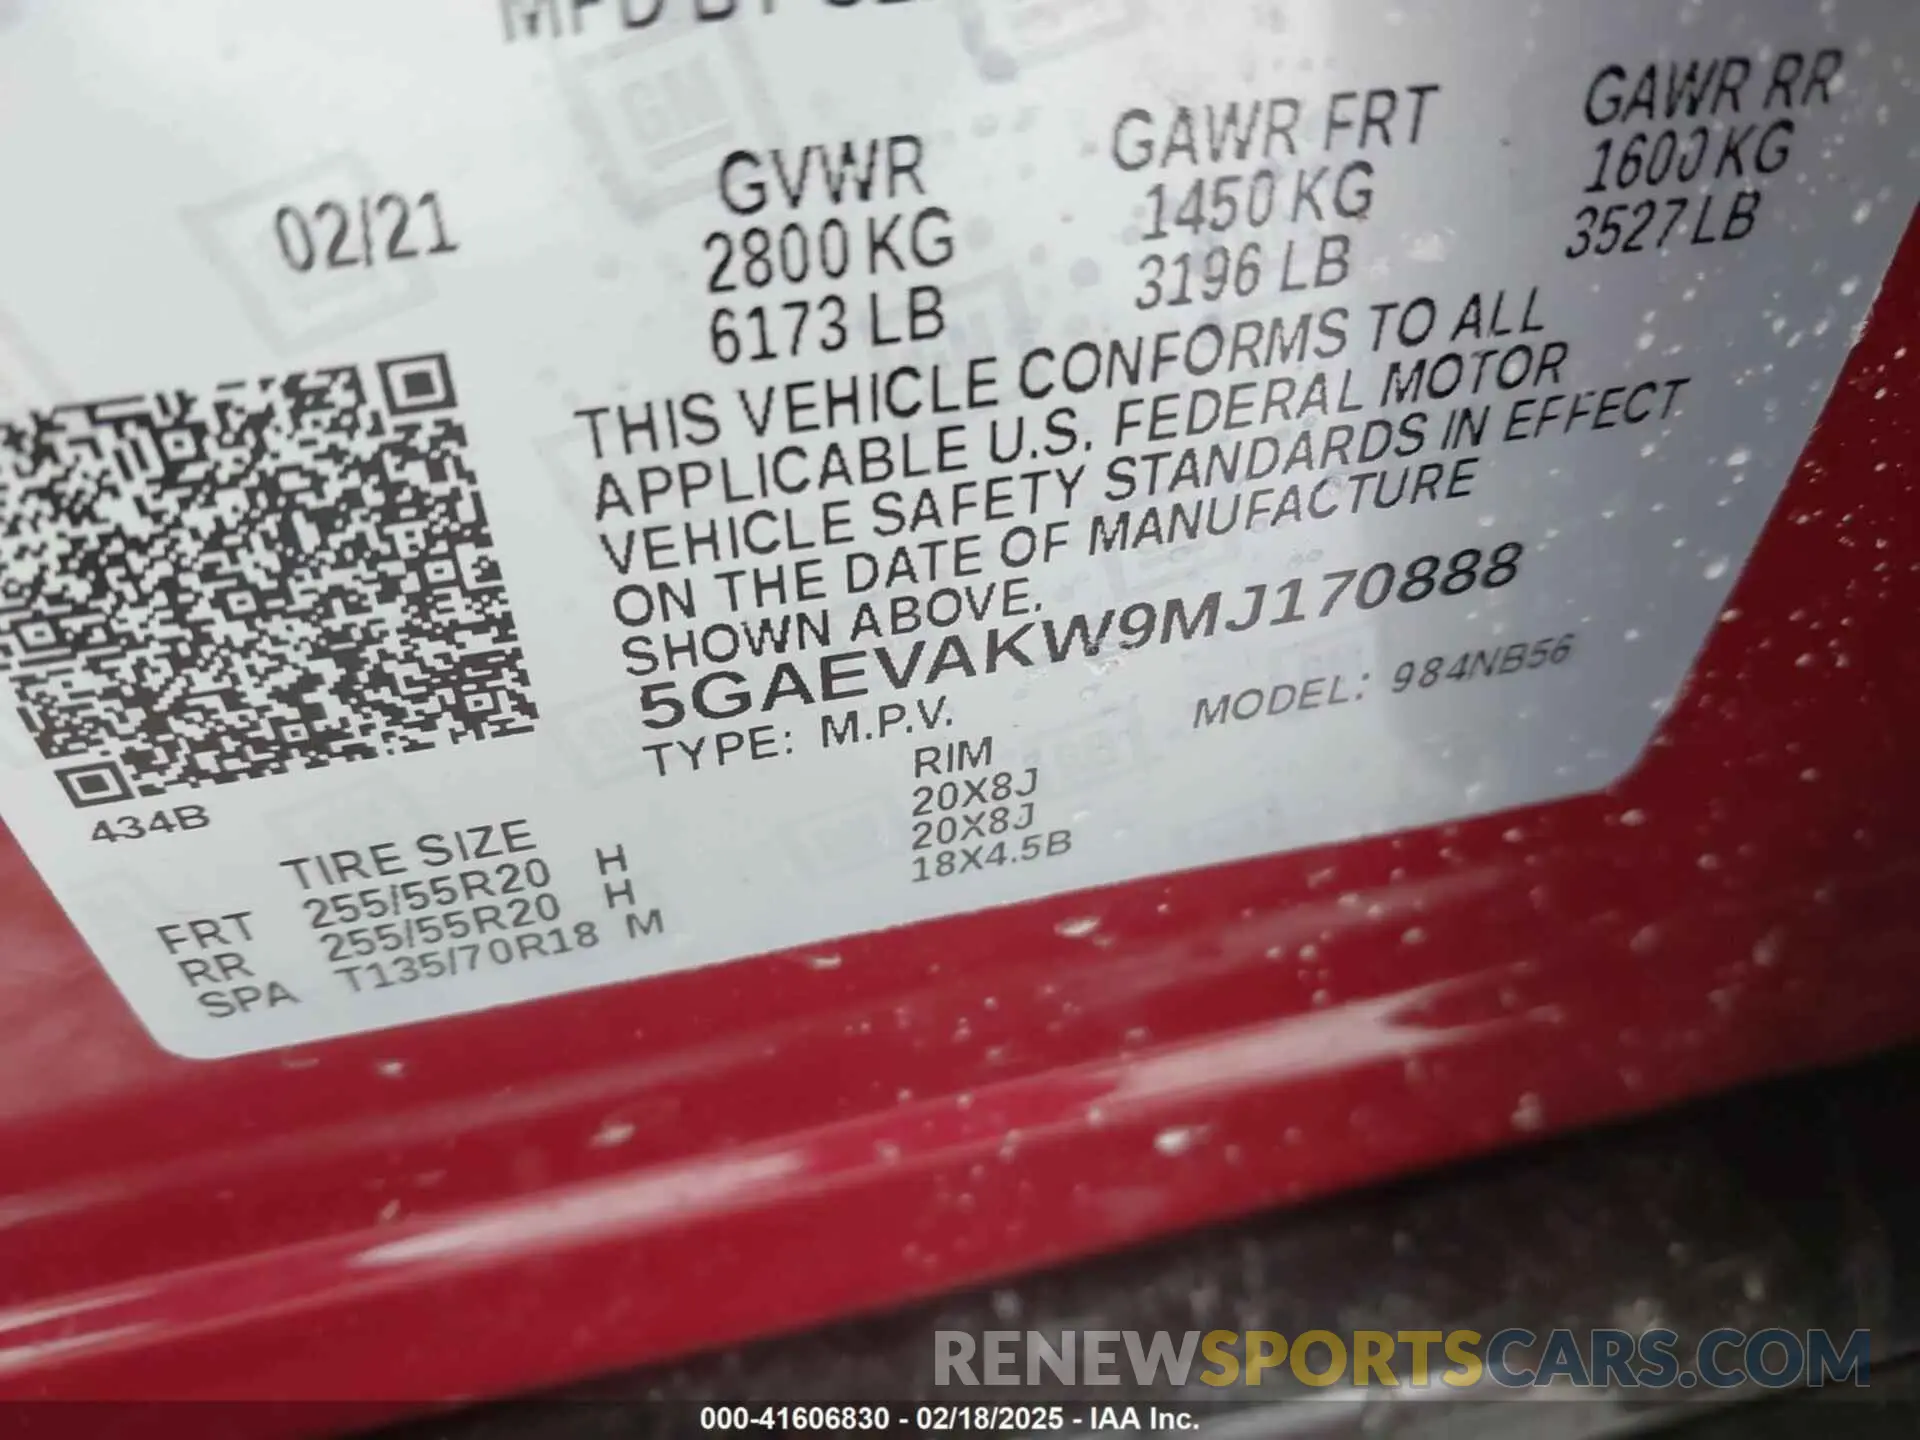 GM
02/21
GVWR
2800 KG
6173 LB
GAWR FRT
1450 KG
3196 LB
GAWR RR
1600 KG
3527 LB
THIS VEHICLE CONFORMS TO ALL
APPLICABLE U.S. FEDERAL MOTOR
VEHICLE SAFETY STANDARDS IN EFFECT
ON THE DATE OF MANUFACTURE
SHOWN ABOVE.
5GAEVAKW9MJ170888
TYPE: M.P.V. MODEL: 984NB56
434B
TIRE SIZE RIM
FRT 255/55R20 H 20X8J
RR 255/55R20 H 20X8J
SPA T135/70R18 M 18X4.5B
RENEWSPORTSCARS.COM
000-41606830 - 02/18/2025 - IAA Inc.